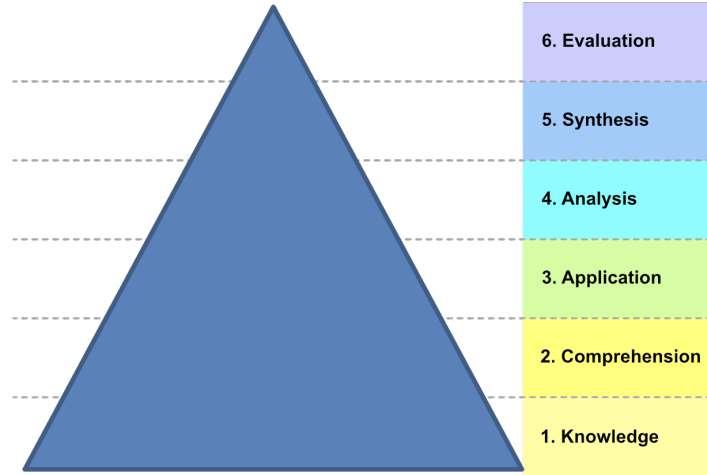 6. Evaluation
5. Synthesis
4. Analysis
3. Application
2. Comprehension
1. Knowledge